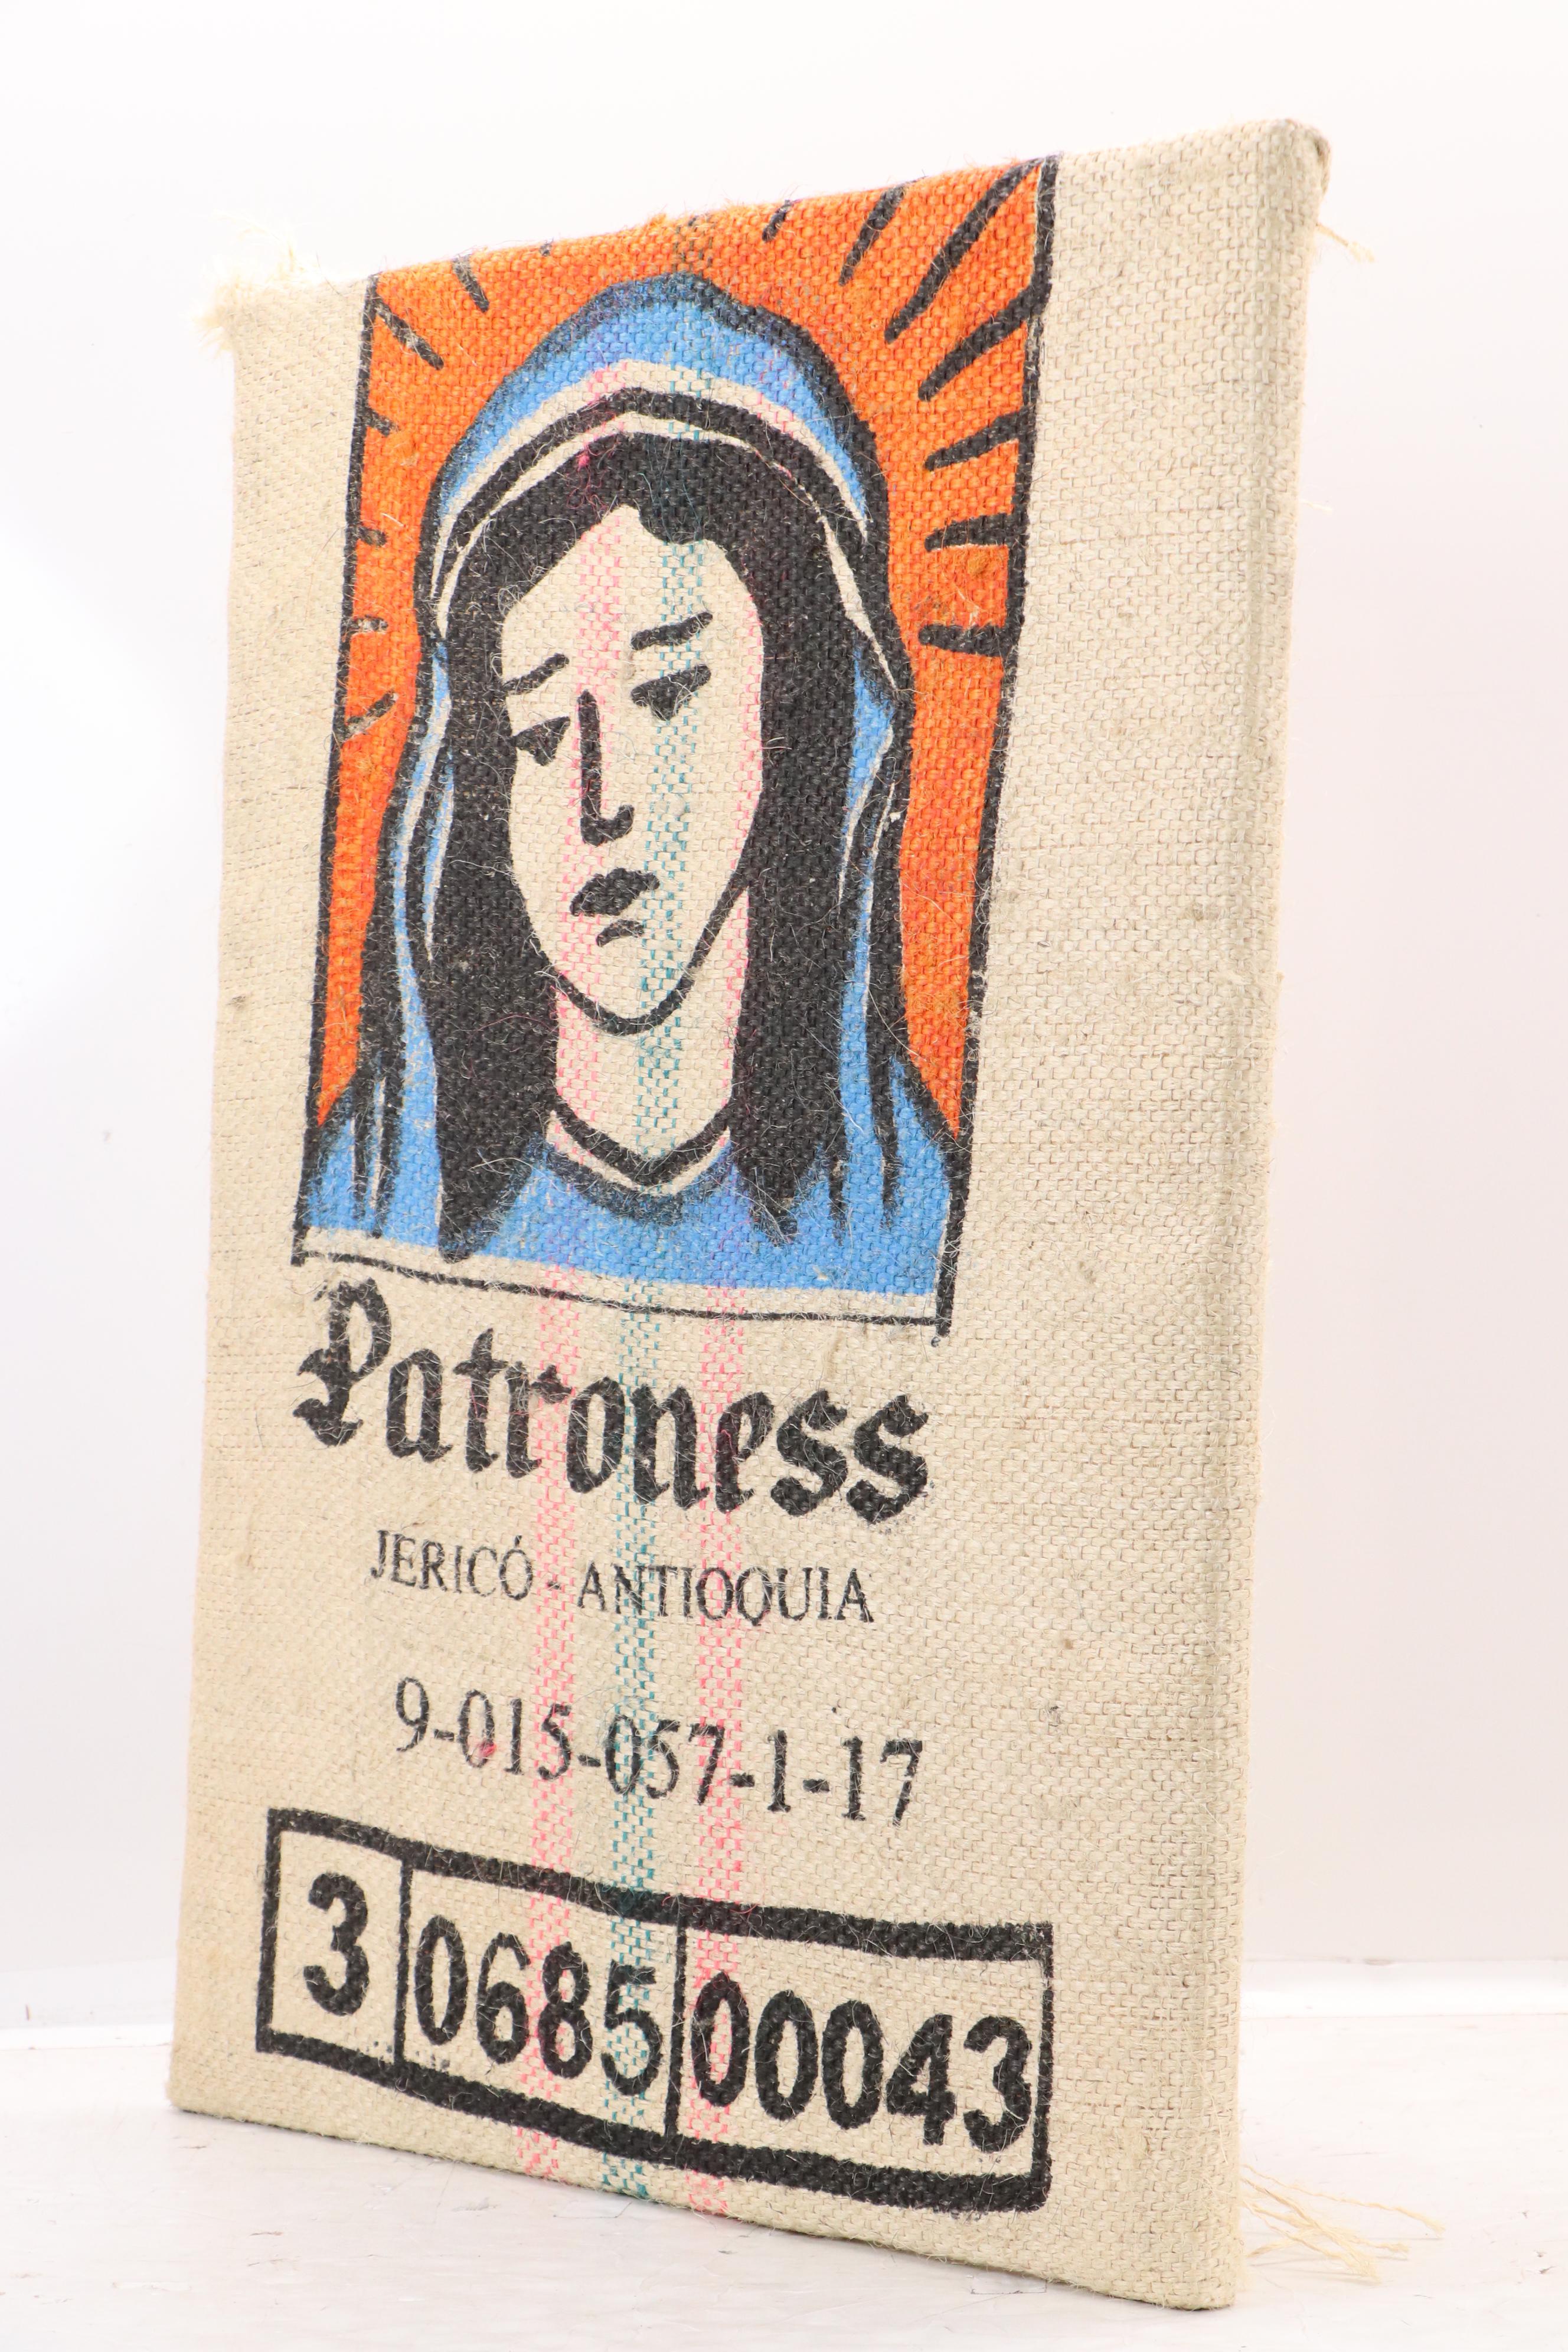 Patroness
JERICÓ - ANTIOQUIA
9-015-057-1-17
3 0685 00043